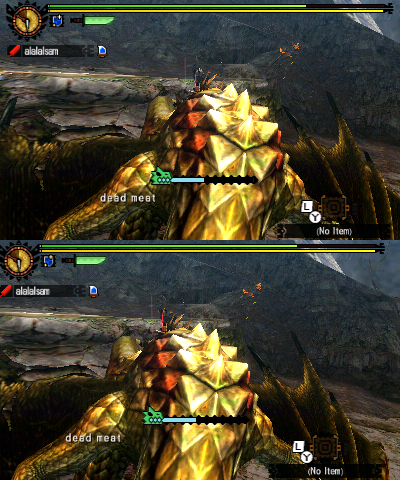 alalalsam
dead meat
L
Y
(No Item)
alalalsam
dead meat
L
Y
(No Item)